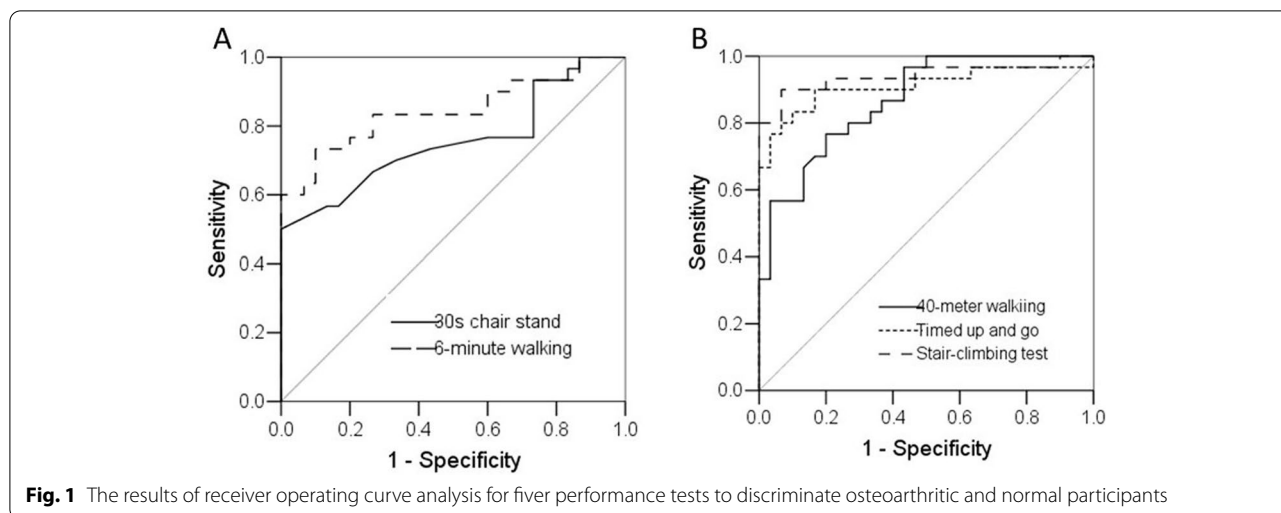 A
1.0
0.8
0.6
0.4
0.2
0.0
Sensitivity
30s chair stand
6-minute walking
0.0 0.2 0.4 0.6 0.8 1.0
1 - Specificity
B
1.0
0.8
0.6
0.4
0.2
0.0
Sensitivity
40-meter walkiing
Timed up and go
Stair-climbing test
0.0 0.2 0.4 0.6 0.8 1.0
1 - Specificity
Fig. 1 The results of receiver operating curve analysis for fiver performance tests to discriminate osteoarthritic and normal participants